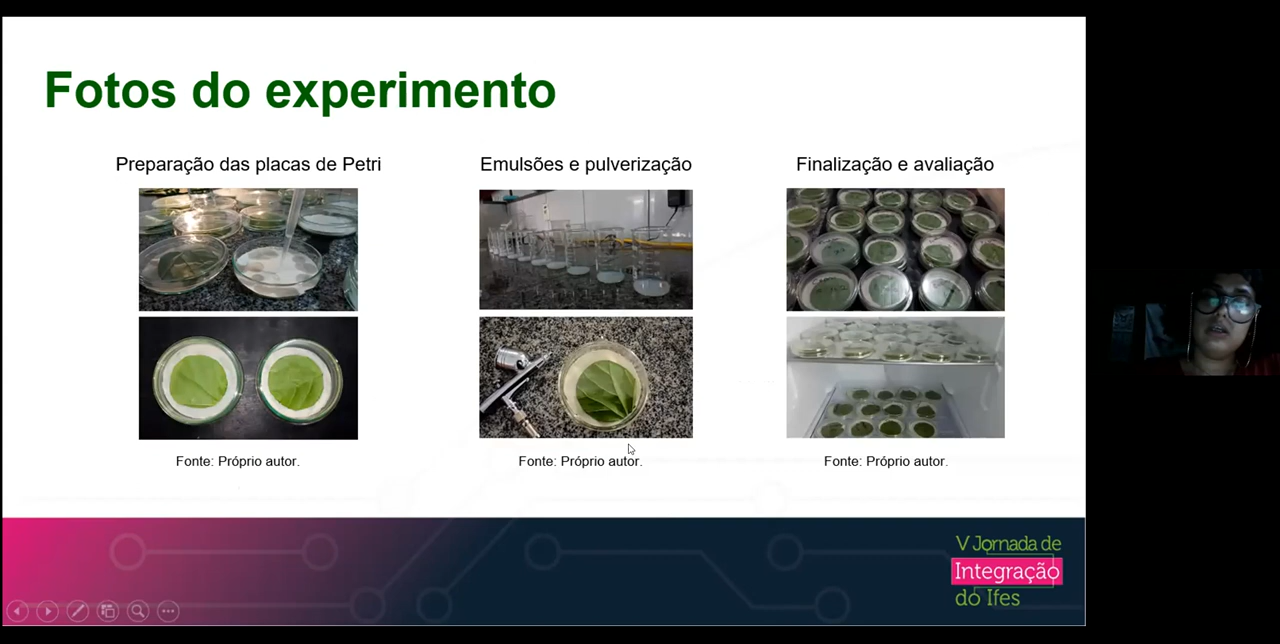 Fotos do experimento
Preparação das placas de Petri
Emulsões e pulverização
Finalização e avaliação
Fonte: Próprio autor.
Fonte: Próprio autor.
Fonte: Próprio autor.
V Jornada de
Integração
do Ifes